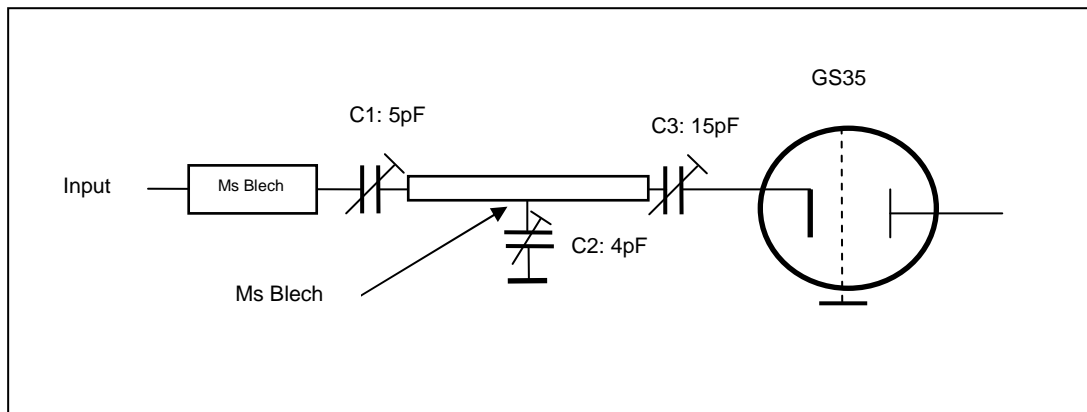 GS35
C1: 5pF
C3: 15pF
Input
Ms Blech
C2: 4pF
Ms Blech